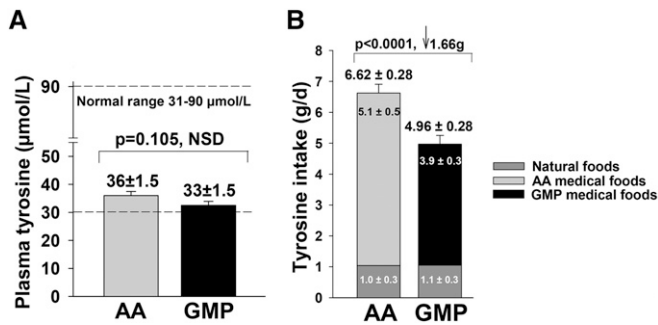 A
Plasma tyrosine (µmol/L)
90
50
40
30
20
10
0
Normal range 31-90 µmol/L
p=0.105, NSD
36±1.5
33±1.5
AA
GMP
B
Tyrosine intake (g/d)
8
7
6
5
4
3
2
1
0
p<0.0001, ↓1.66g
6.62 ± 0.28
5.1 ± 0.5
4.96 ± 0.28
3.9 ± 0.3
1.0 ± 0.3
1.1 ± 0.3
AA
GMP
Natural foods
AA medical foods
GMP medical foods